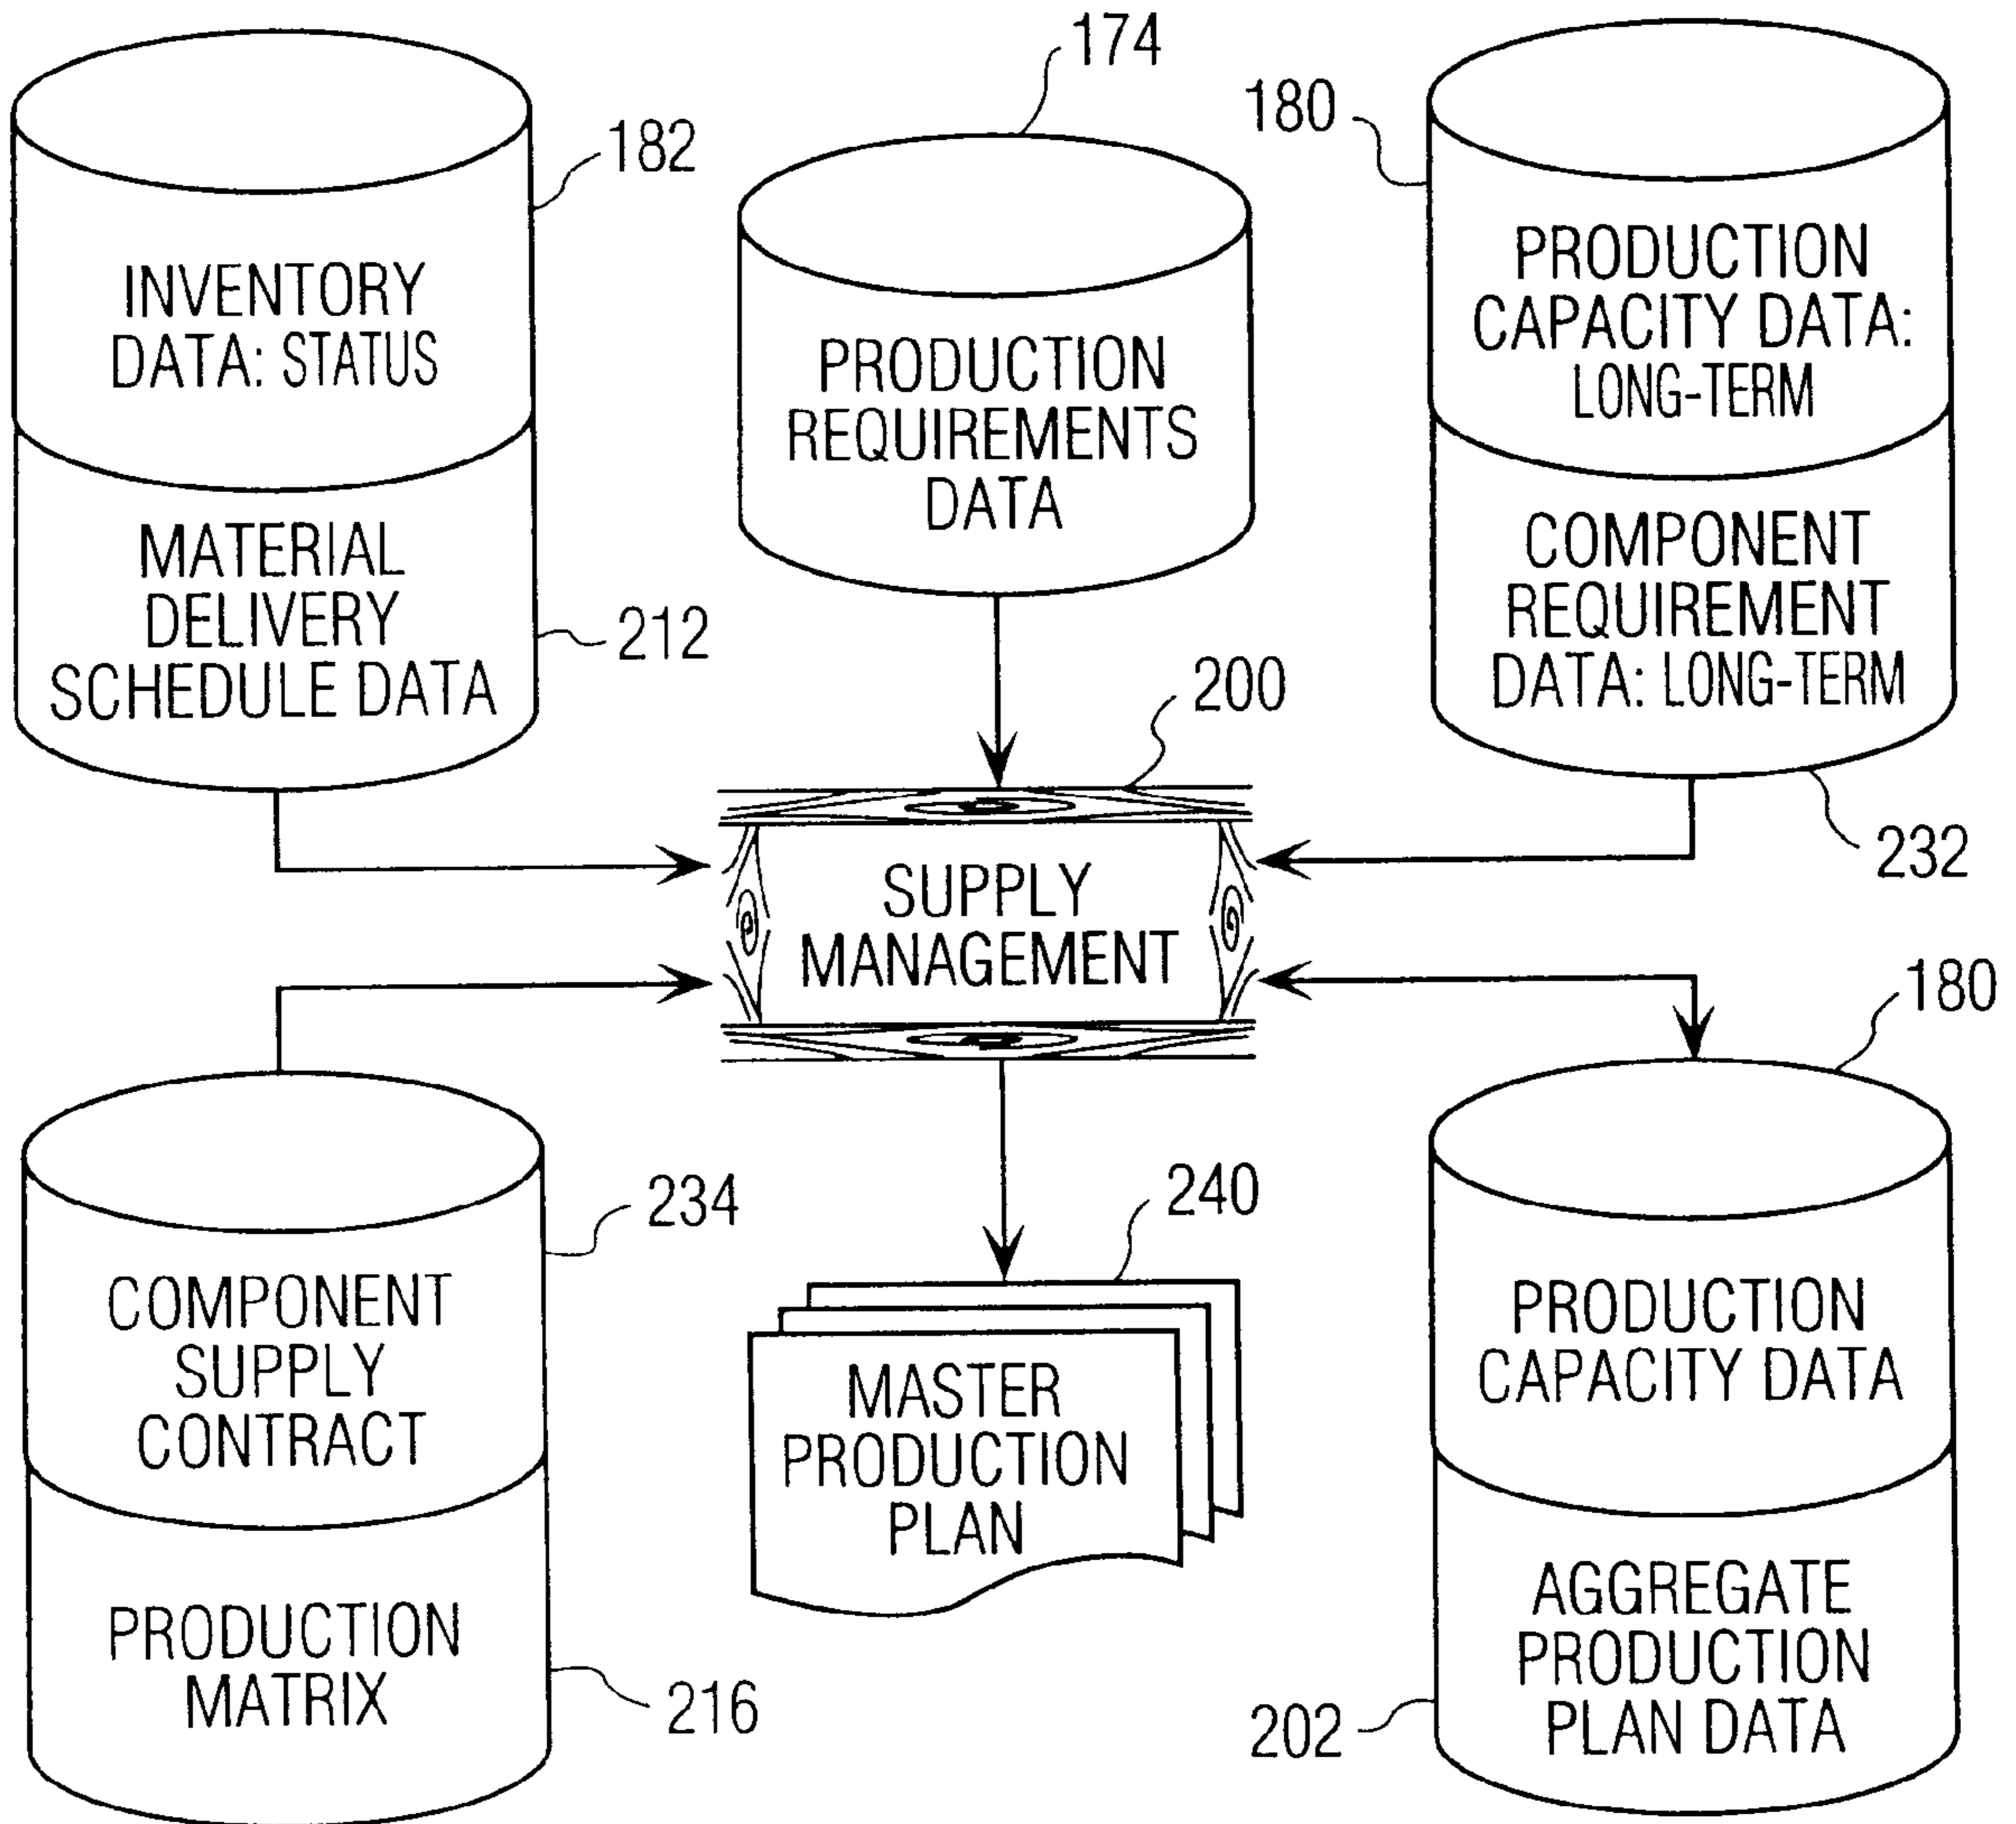 174
182
180
INVENTORY
DATA: STATUS
PRODUCTION
REQUIREMENTS
DATA
PRODUCTION
CAPACITY DATA:
LONG-TERM
MATERIAL
DELIVERY
SCHEDULE DATA
212
COMPONENT
REQUIREMENT
DATA: LONG-TERM
200
232
SUPPLY
MANAGEMENT
180
234
240
COMPONENT
SUPPLY
CONTRACT
MASTER
PRODUCTION
PLAN
PRODUCTION
CAPACITY DATA
PRODUCTION
MATRIX
216
AGGREGATE
PRODUCTION
PLAN DATA
202